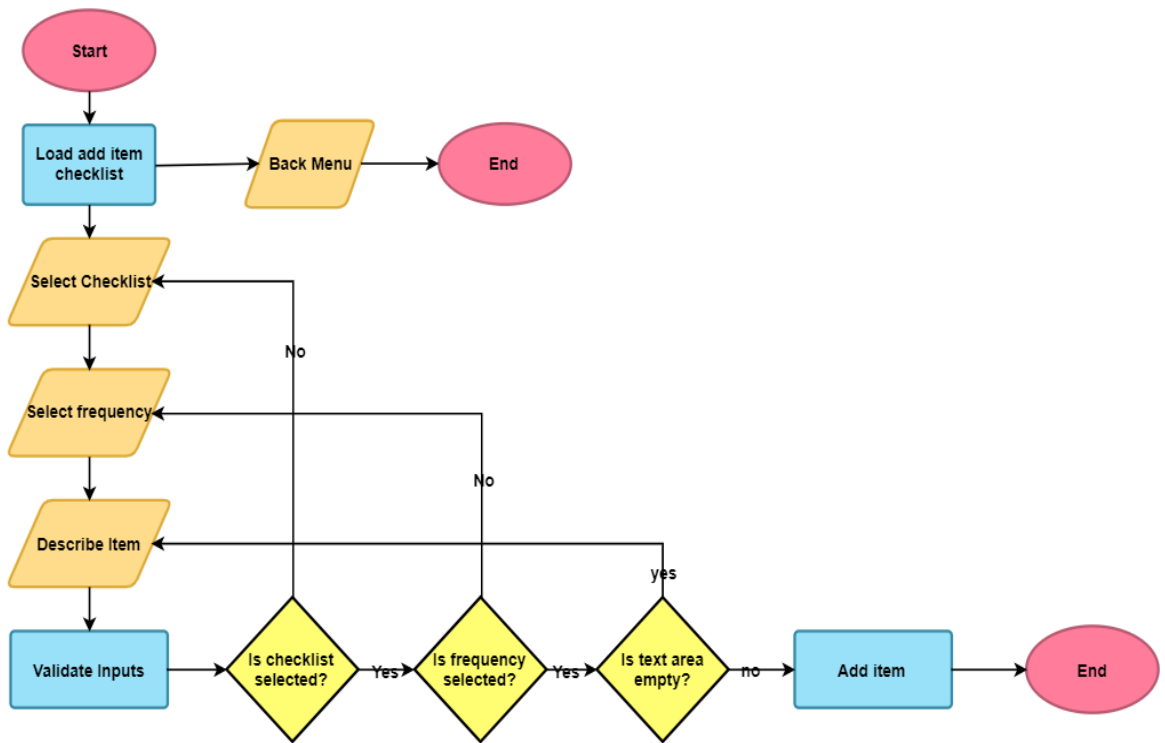 Start
Load add item
checklist
Back Menu
End
Select Checklist
No
Select frequency
No
Describe Item
yes
Validate Inputs
Is checklist
selected?
Yes
Is frequency
selected?
Yes
Is text area
empty?
no
Add item
End